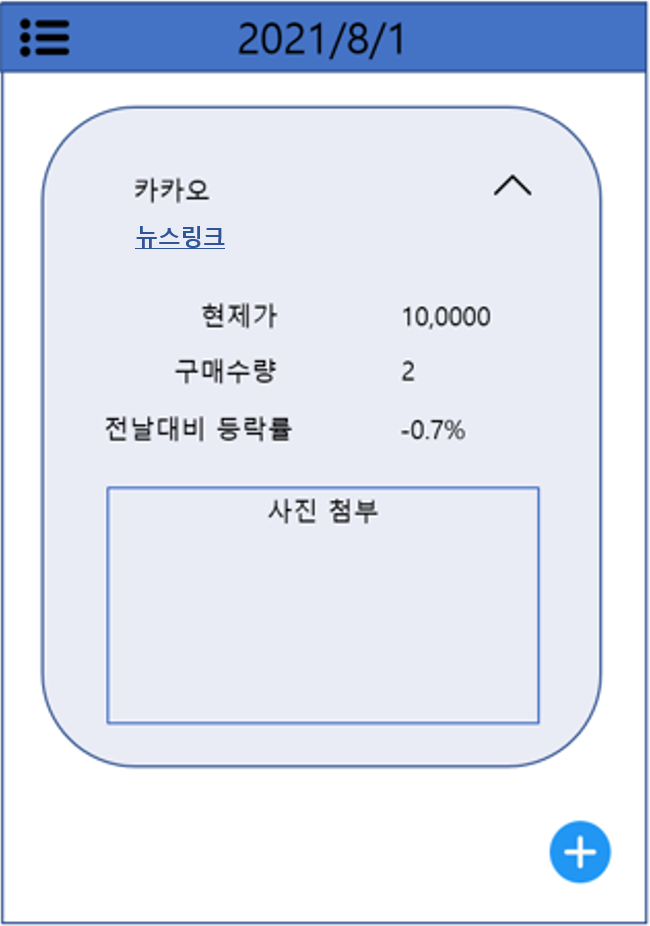 2021/8/1
카카오
뉴스링크
현제가 10,0000
구매수량 2
전날대비 등락률 -0.7%
사진 첨부